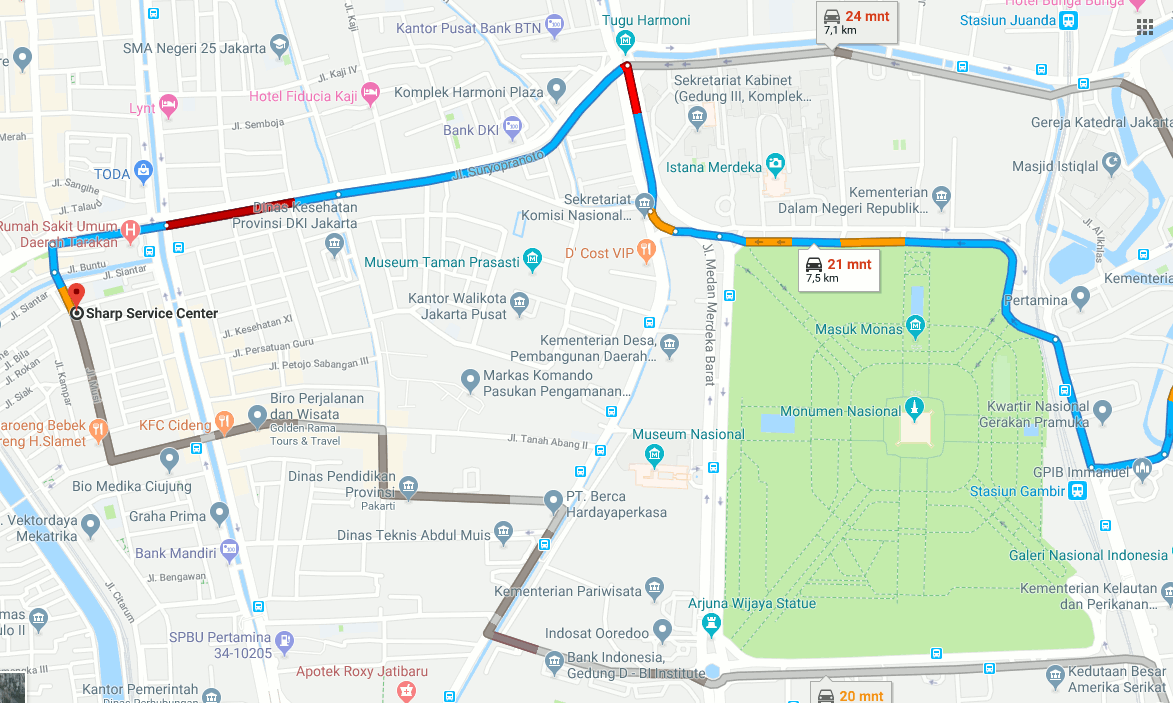 Hotel Bunga Bunga
24 mnt
7,1 km
Stasiun Juanda
Tugu Harmoni
Kantor Pusat Bank BTN
SMA Negeri 25 Jakarta
Jl. Kaji
Jl. Kaji IV
ere
Sekretariat Kabinet
(Gedung III, Komplek...
Komplek Harmoni Plaza
Hotel Fiducia Kaji
Lynt
Jl. Semboja
Merah
Bank DKI
Gereja Katedral Jakarta
Masjid Istiqlal
Istana Merdeka
TODA
Jl. Suryopranoto
Jl. Sangihe
Jl. Talaud
Kementerian
Dalam Negeri Republik...
Sekretariat
Komisi Nasional...
Dinas Kesehatan
Provinsi DKI Jakarta
Rumah Sakit Umum
Daerah Tarakan
D' Cost VIP
Museum Taman Prasasti
21 mnt
7,5 km
Jl. Buntu
Jl. Siantar
Jl. Siantar
Kementerian
Pertamina
Kantor Walikota
Jakarta Pusat
Sharp Service Center
Jl. Kesehatan XI
Jl. Medan Merdeka Barat
Masuk Monas
Jl. Persatuan Guru
Jl. Petojo Sabangan III
Kementerian Desa,
Pembangunan Daerah...
Jl. Bila
Jl. Rokan
Jl. Siak
Jl. Kampar
Jl. Musi
Markas Komando
Pasukan Pengamanan...
Biro Perjalanan
dan Wisata
Golden Rama
Tours & Travel
KFC Cideng
aroeng Bebek
reng H.Slamet
Monumen Nasional
Kwartir Nasional
Gerakan Pramuka
Museum Nasional
Jl. Tanah Abang II
GPIB Immanuel
Stasiun Gambir
Bio Medika Ciujung
Dinas Pendidikan
Provinsi
Pakarti
PT. Berca
Hardayaperkasa
. Vektordaya
Mekatrika
Graha Prima
Dinas Teknis Abdul Muis
Bank Mandiri
Galeri Nasional Indonesia
Jl. Bengawan
Jl. Citarum
Kementerian Pariwisata
Kementerian Kelautan
dan Perikanan...
Arjuna Wijaya Statue
SPBU Pertamina
34-10205
Indosat Ooredoo
Bank Indonesia,
Gedung D - BI Institute
Apotek Roxy Jatibaru
Kedutaan Besar
Amerika Serikat
Kantor Pemerintah
20 mnt